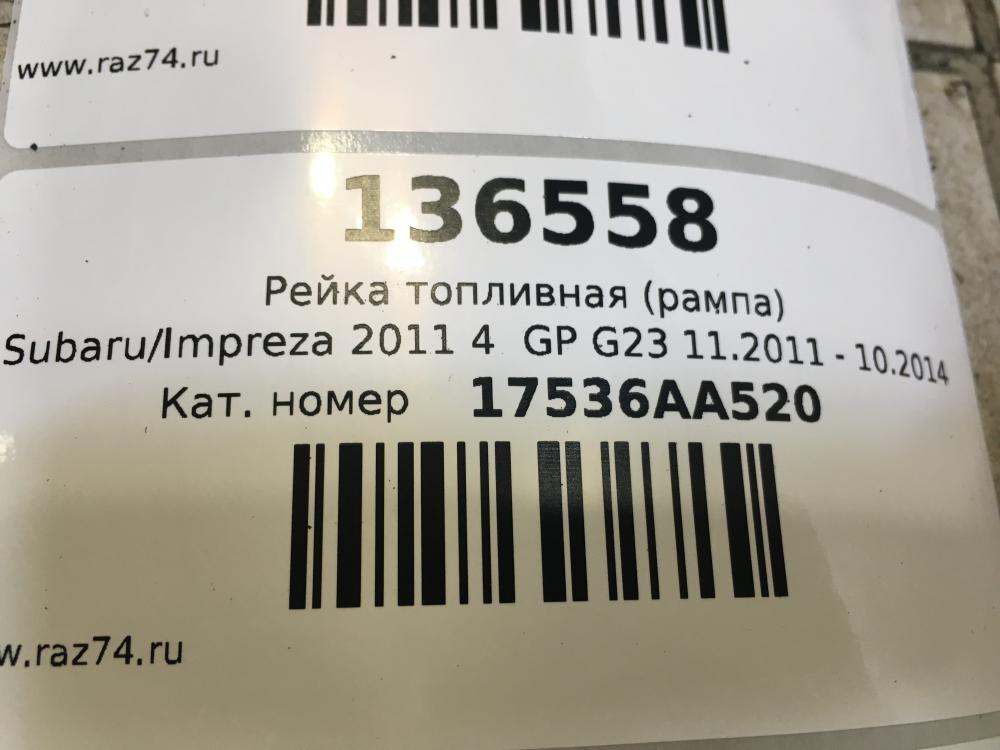 www.raz74.ru
136558
Рейка топливная (рампа)
Subaru/Impreza 2011 4 GP G23 11.2011 - 10.2014
Кат. номер 17536AA520
w.raz74.ru